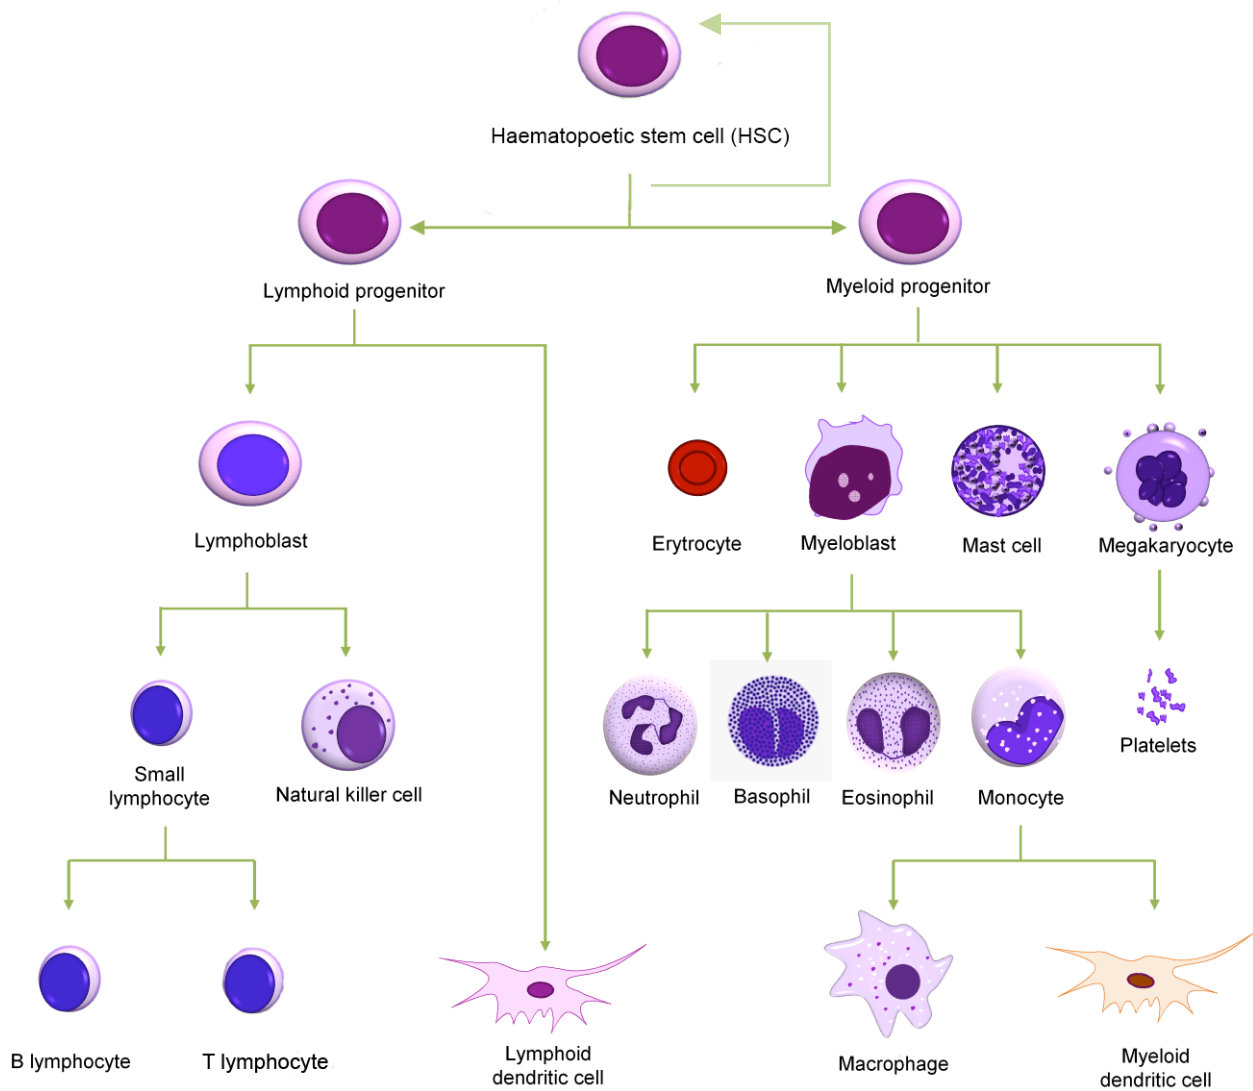 Haematopoetic stem cell (HSC)
Lymphoid progenitor
Myeloid progenitor
Lymphoblast
Erytrocyte
Myeloblast
Mast cell
Megakaryocyte
Small
lymphocyte
Natural killer cell
Neutrophil
Basophil
Eosinophil
Monocyte
Platelets
B lymphocyte
T lymphocyte
Lymphoid
dendritic cell
Macrophage
Myeloid
dendritic cell